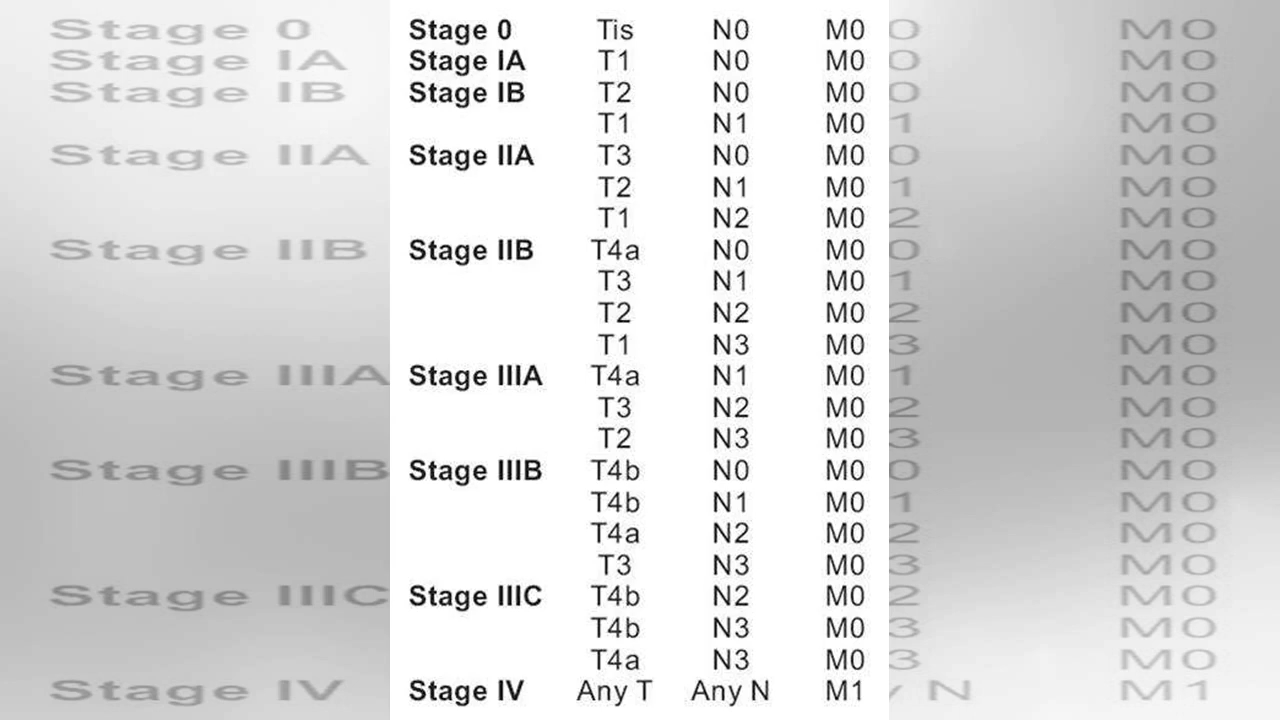 Stage 0 Tis N0 M0
Stage IA T1 N0 M0
Stage IB T2 N0 M0
T1 N1 M0
Stage IIA T3 N0 M0
T2 N1 M0
T1 N2 M0
Stage IIB T4a N0 M0
T3 N1 M0
T2 N2 M0
T1 N3 M0
Stage IIIA T4a N1 M0
T3 N2 M0
T2 N3 M0
Stage IIIB T4b N0 M0
T4b N1 M0
T4a N2 M0
T3 N3 M0
Stage IIIC T4b N2 M0
T4b N3 M0
T4a N3 M0
Stage IV Any T Any N M1